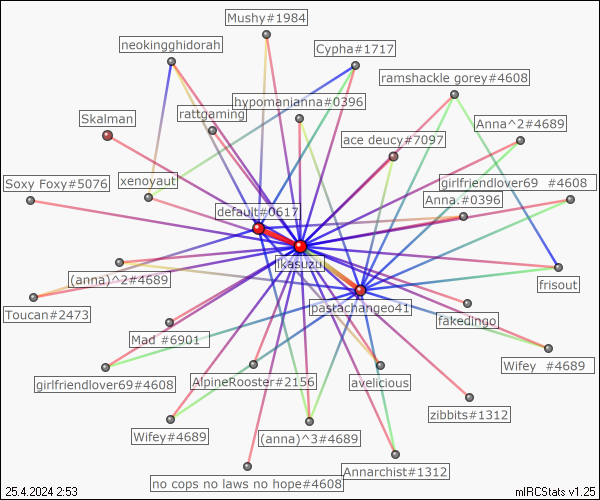 Mushy#1984
neokingghidorah
Cypha#1717
ramshackle gorey#4608
hypomanianna#0396
rattgaming
Skalman
Anna^2#4689
ace deucy#7097
Soxy Foxy#5076
xenoyaut
girlfriendlover69 #4608
Anna.#0396
default#0617
ikasuzu
(anna)^2#4689
frisout
pastachangeo41
Toucan#2473
fakedingo
Mad #6901
Wifey #4689
girlfriendlover69#4608
AlpineRooster#2156
avelicious
zibbits#1312
Wifey#4689
(anna)^3#4689
Annarchist#1312
no cops no laws no hope#4608
25.4.2024 2:53
mIRCStats v1.25